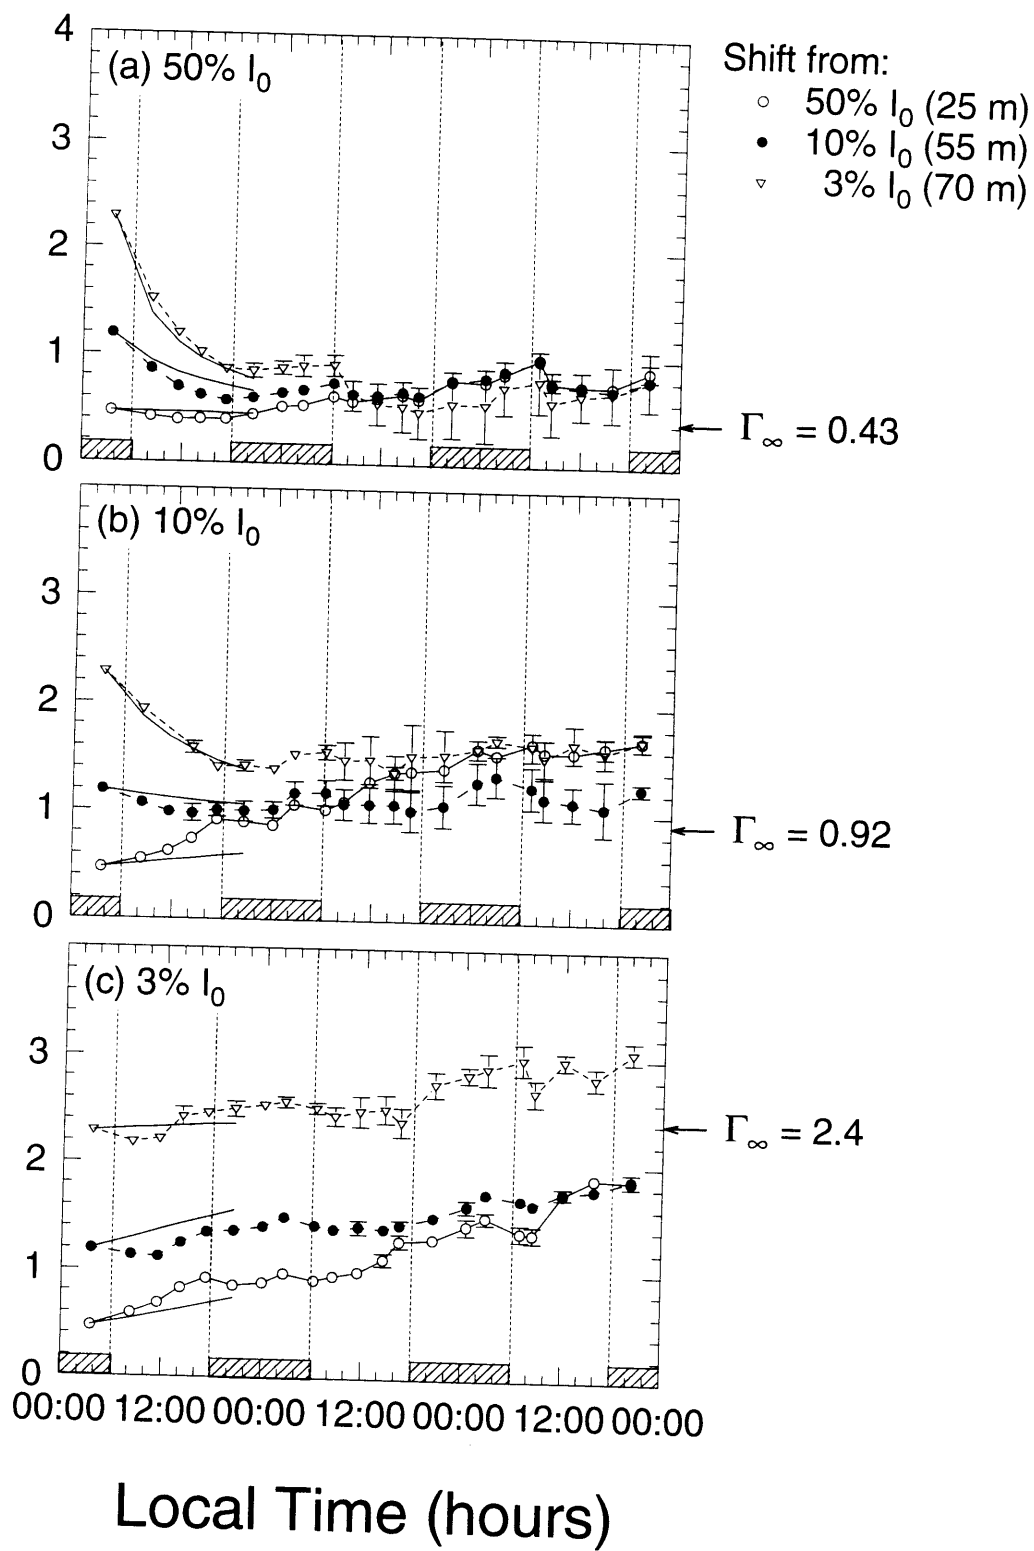 4
(a) 50% I₀
3
2
1
0
Shift from:
○ 50% I₀ (25 m)
● 10% I₀ (55 m)
▽ 3% I₀ (70 m)
Γ∞ = 0.43
(b) 10% I₀
3
2
1
0
Γ∞ = 0.92
(c) 3% I₀
3
2
1
0
Γ∞ = 2.4
00:00 12:00 00:00 12:00 00:00 12:00 00:00
Local Time (hours)